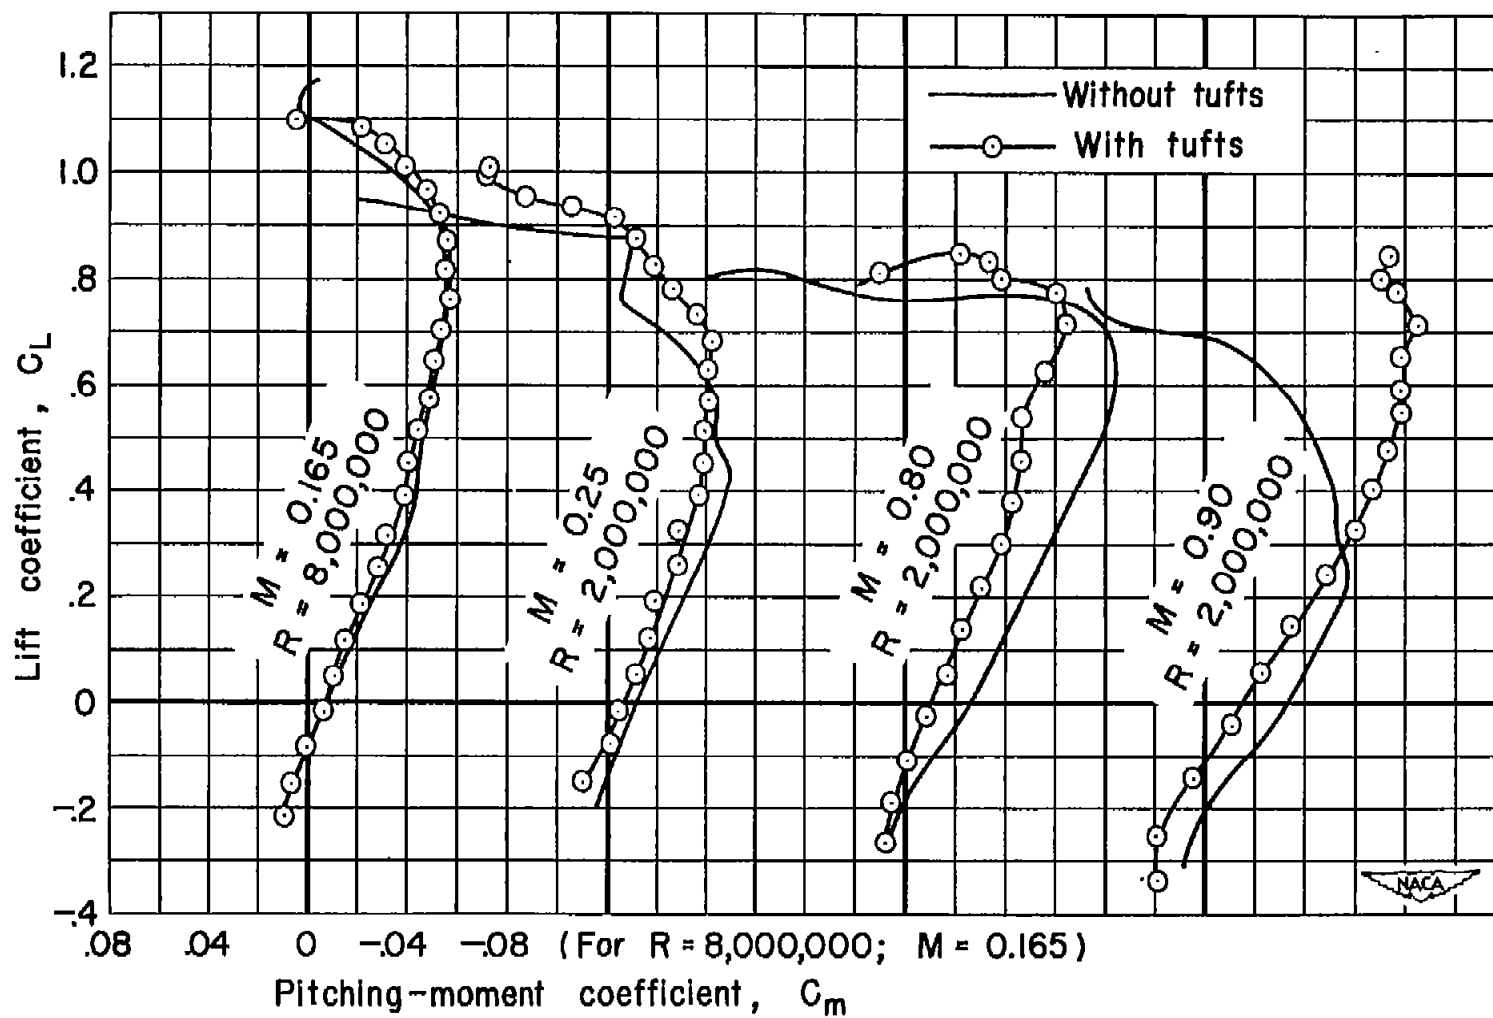 1.2
1.0
.8
.6
.4
.2
0
-.2
-.4
Lift coefficient, CL
Without tufts
With tufts
M = 0.165
R = 8,000,000
M = 0.25
R = 2,000,000
M = 0.80
R = 2,000,000
M = 0.90
R = 2,000,000
NACA
.08 .04 0 -.04 -.08 (For R = 8,000,000; M = 0.165)
Pitching-moment coefficient, Cm